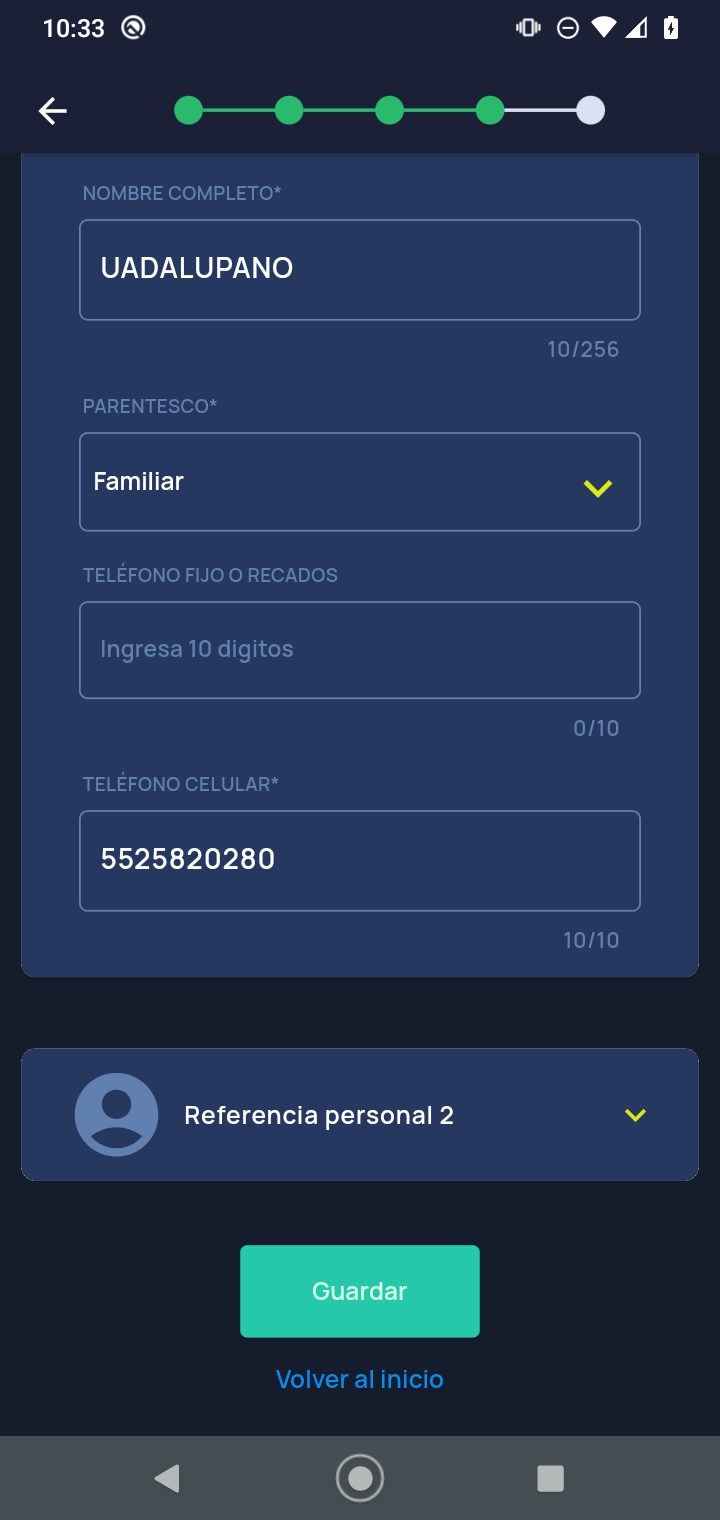 10:33
NOMBRE COMPLETO*
UADALUPANO
10/256
PARENTESCO*
Familiar
TELÉFONO FIJO O RECADOS
Ingresa 10 digitos
0/10
TELÉFONO CELULAR*
5525820280
10/10
Referencia personal 2
Guardar
Volver al inicio